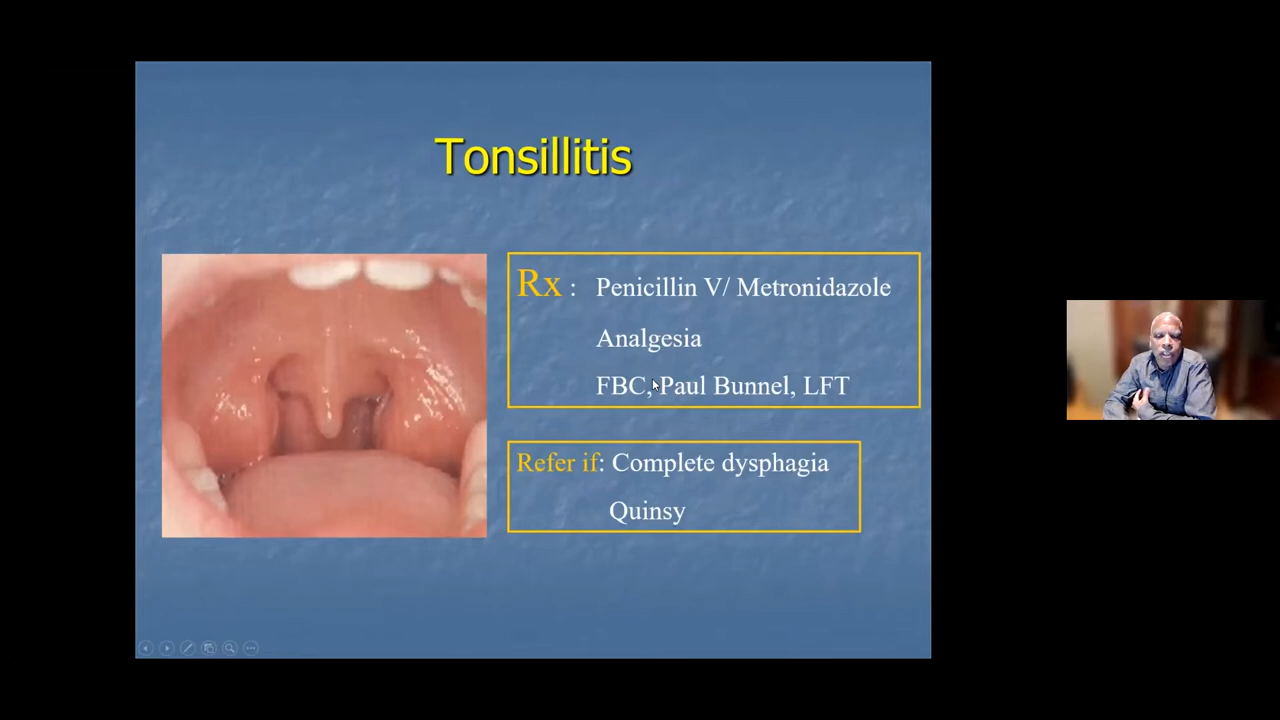 Tonsillitis
Rx : Penicillin V/ Metronidazole
Analgesia
FBC, Paul Bunnel, LFT
Refer if: Complete dysphagia
Quinsy